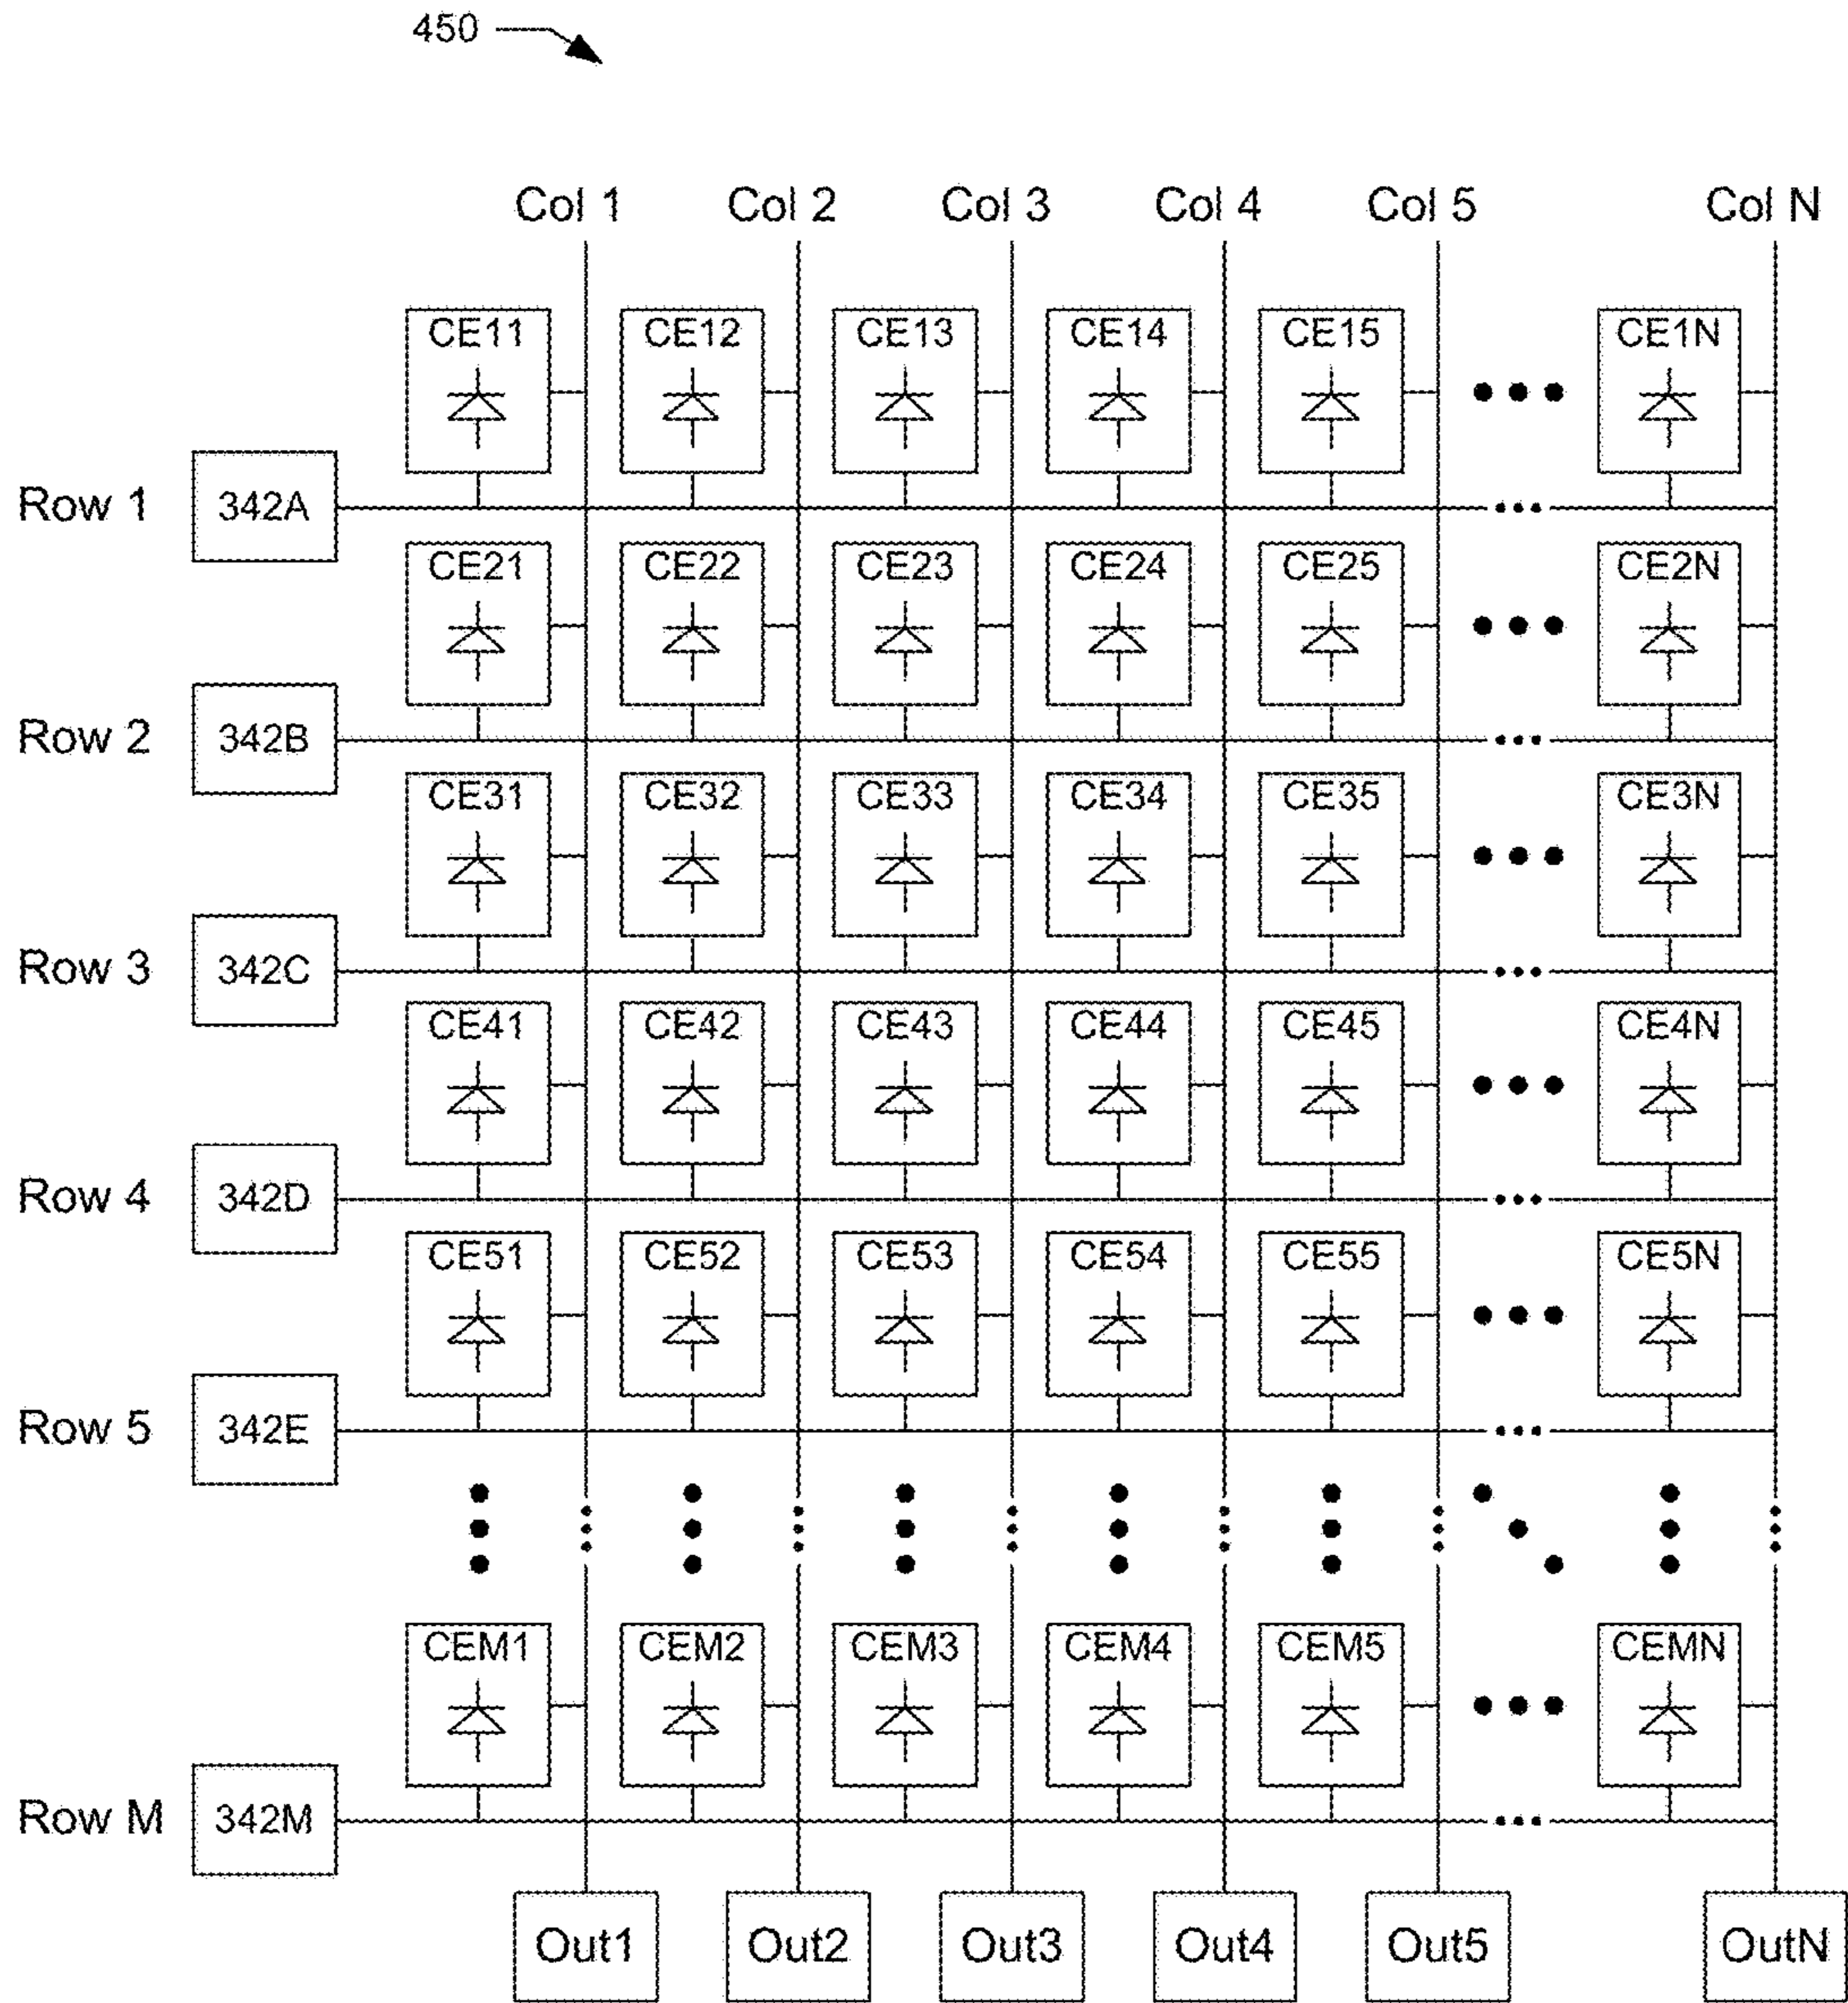 450
Col 1 Col 2 Col 3 Col 4 Col 5 Col N
CE11 CE12 CE13 CE14 CE15 CE1N
Row 1 342A
CE21 CE22 CE23 CE24 CE25 CE2N
Row 2 342B
CE31 CE32 CE33 CE34 CE35 CE3N
Row 3 342C
CE41 CE42 CE43 CE44 CE45 CE4N
Row 4 342D
CE51 CE52 CE53 CE54 CE55 CE5N
Row 5 342E
CEM1 CEM2 CEM3 CEM4 CEM5 CEMN
Row M 342M
Out1 Out2 Out3 Out4 Out5 OutN